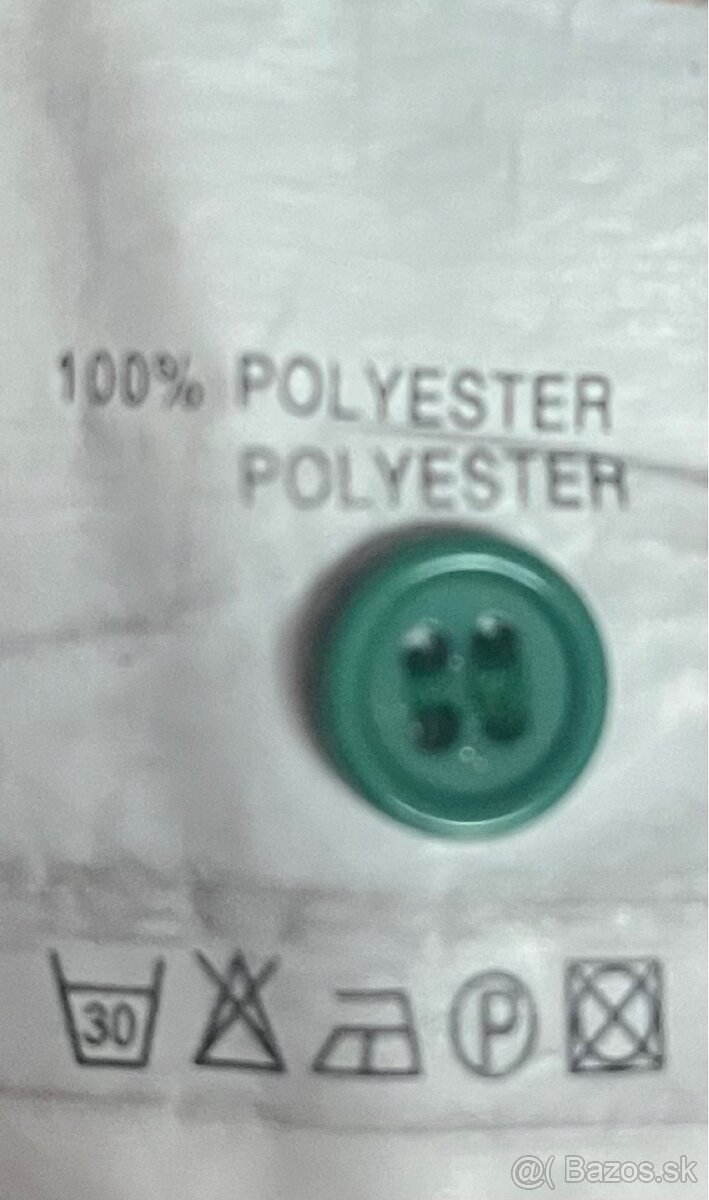 100% POLYESTER
POLYESTER
30 P
@( Bazos.sk